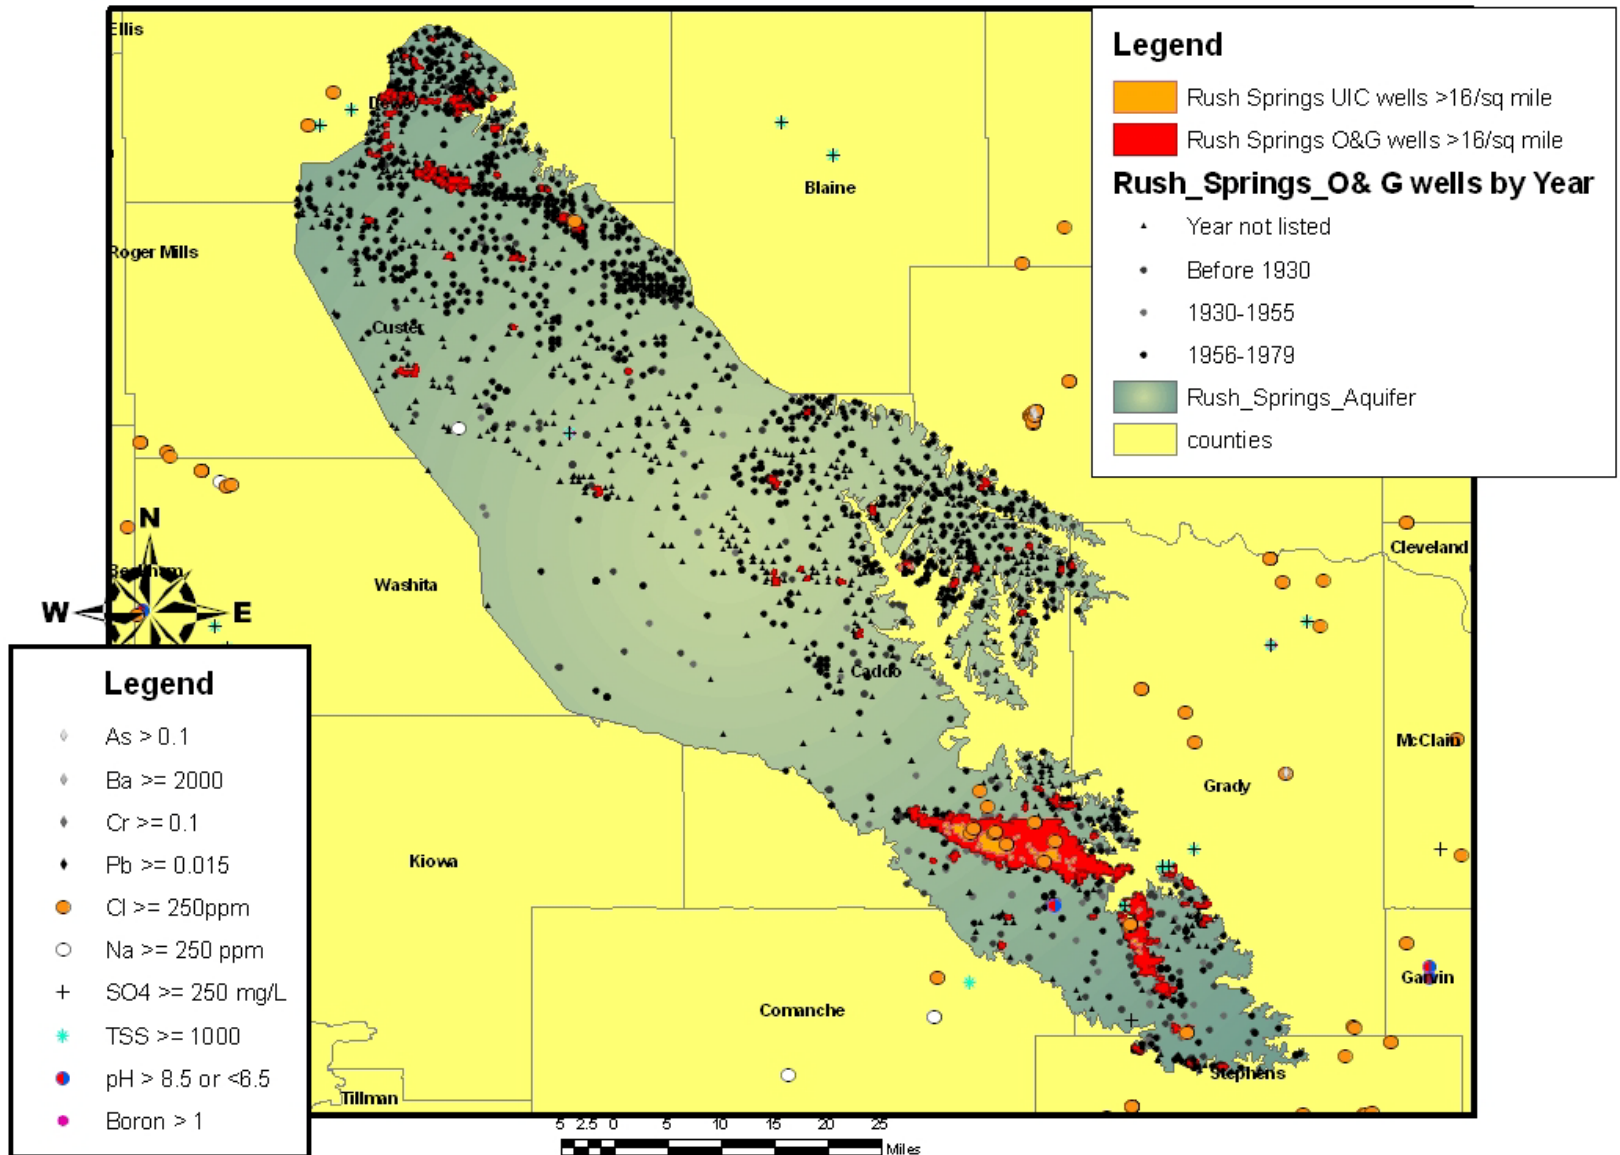 Ellis
Dewey
Blaine
Roger Mills
Custer
Legend
Rush Springs UIC wells >16/sq mile
Rush Springs O&G wells >16/sq mile
Rush_Springs_O& G wells by Year
Year not listed
Before 1930
1930-1955
1956-1979
Rush_Springs_Aquifer
counties
N
W
E
Beckham
Washita
Cleveland
Caddo
McClain
Grady
Kiowa
Garvin
Comanche
Stephens
Tillman
Legend
As > 0.1
Ba >= 2000
Cr >= 0.1
Pb >= 0.015
Cl >= 250ppm
Na >= 250 ppm
SO4 >= 250 mg/L
TSS >= 1000
pH > 8.5 or <6.5
Boron > 1
5 2.5 0 5 10 15 20 25
Miles